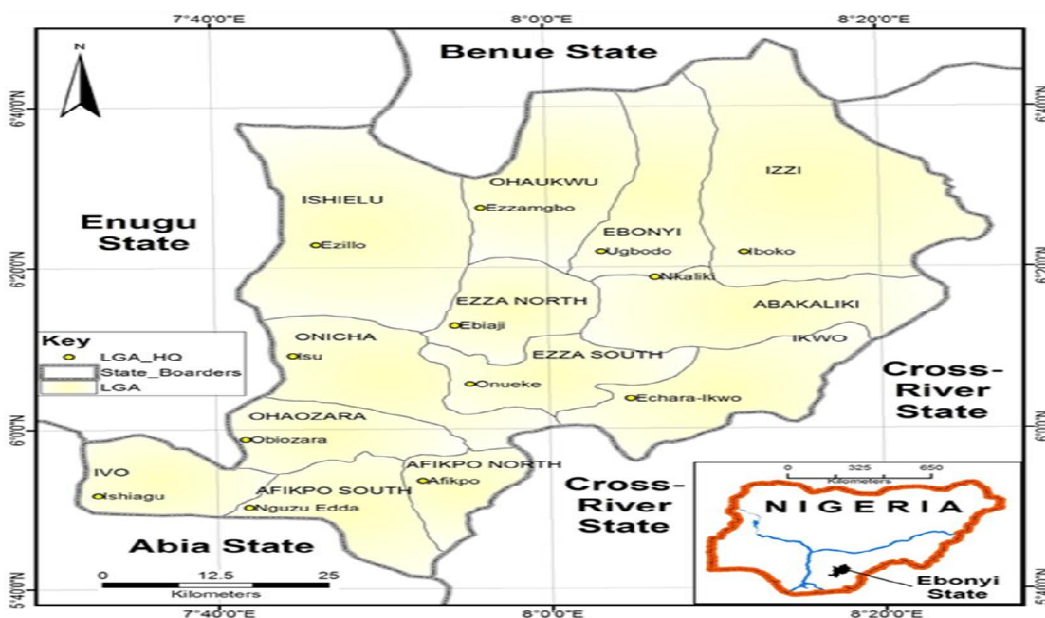 7°40'0"E
8°0'0"E
8°20'0"E
N
Benue State
6°40'0"N
6°40'0"N
IZZI
OHAUKWU
ISHIELU
Ezzamgbo
Enugu
State
EBONYI
Ezillo
Ugbodo
Iboko
6°20'0"N
6°20'0"N
Nkaliki
EZZA NORTH
ABAKALIKI
Ebiaji
ONICHA
IKWO
Key
LGA_HQ
State_Boarders
LGA
Isu
EZZA SOUTH
Onueke
Echara-Ikwo
Cross-
River
State
OHAOZARA
Obiozara
6°0'0"N
6°0'0"N
IVO
AFIKPO NORTH
Ishiagu
AFIKPO SOUTH
Afikpo
Nguzu Edda
Cross-
River
State
Abia State
0 12.5 25
Kilometers
0 325 650
Kilometers
NIGERIA
Ebonyi
State
5°40'0"N
5°40'0"N
7°40'0"E
8°0'0"E
8°20'0"E